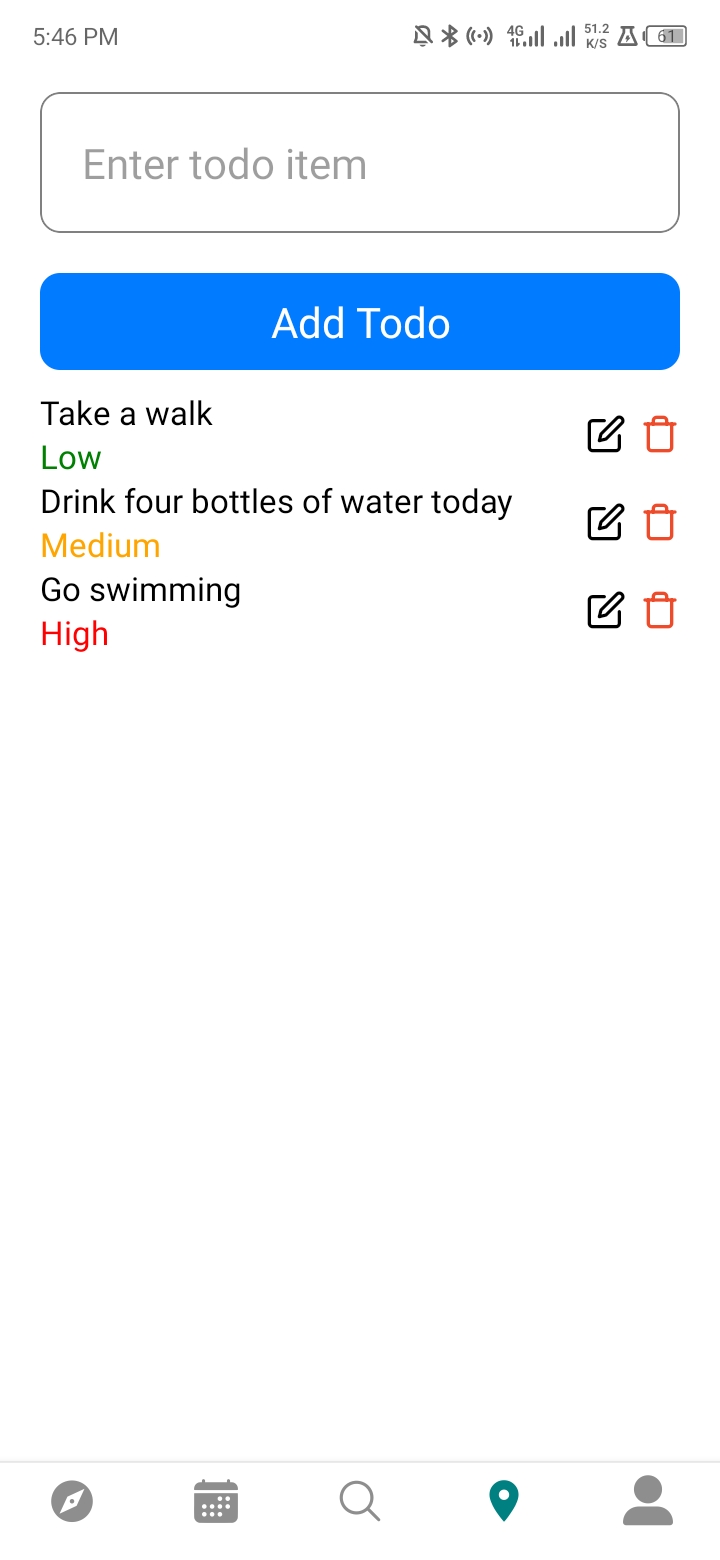 5:46 PM
4G
51.2
K/S
61
Enter todo item
Add Todo
Take a walk
Low
Drink four bottles of water today
Medium
Go swimming
High